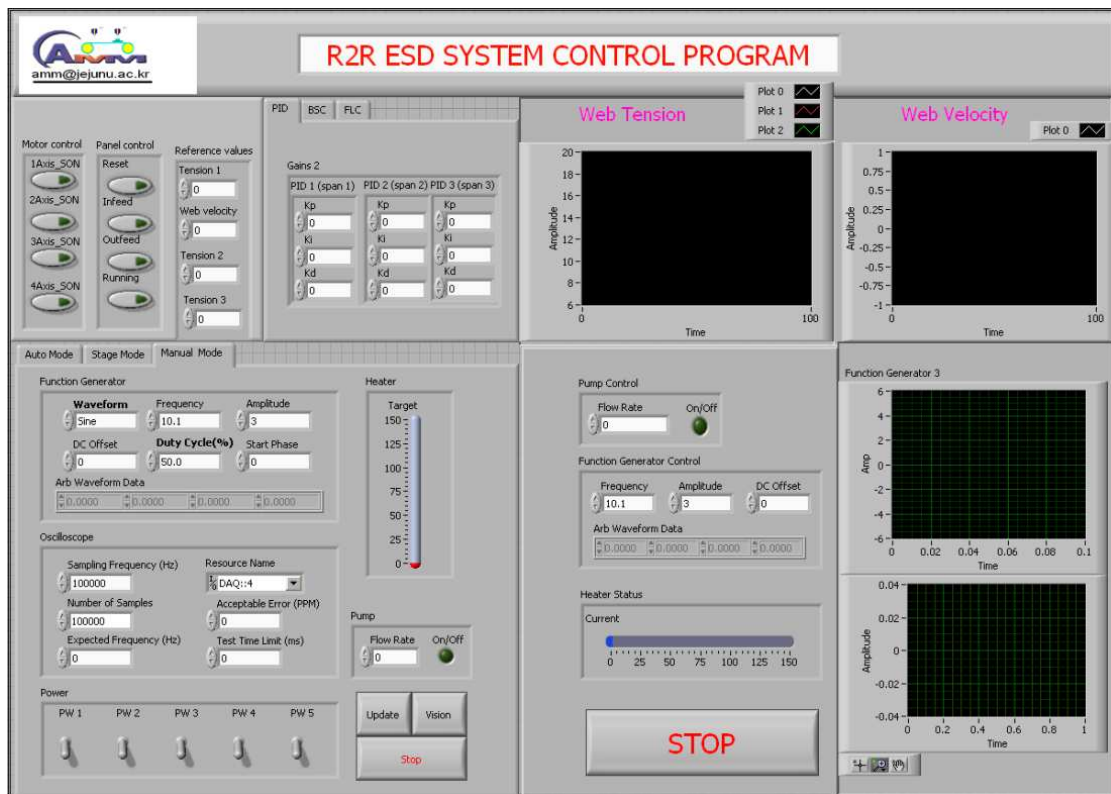 AMM
amm@jejunu.ac.kr
R2R ESD SYSTEM CONTROL PROGRAM
Motor control
1Axis_SON
2Axis_SON
3Axis_SON
4Axis_SON
Panel control
Reset
Infeed
Outfeed
Running
Reference values
Tension 1
0
Web velocity
0
Tension 2
0
Tension 3
0
PID BSC FLC
Gains 2
PID 1 (span 1) PID 2 (span 2) PID 3 (span 3)
Kp Kp Kp
0 0 0
Ki Ki Ki
0 0 0
Kd Kd Kd
0 0 0
Web Tension
Plot 0
Plot 1
Plot 2
Amplitude
20
18
16
14
12
10
8
6
0 100
Time
Web Velocity
Plot 0
Amplitude
1
0.75
0.5
0.25
0
-0.25
-0.5
-0.75
-1
0 100
Time
Auto Mode Stage Mode Manual Mode
Function Generator
Waveform Frequency Amplitude
Sine 10.1 3
DC Offset Duty Cycle(%) Start Phase
0 50.0 0
Arb Waveform Data
0.0000 0.0000 0.0000 0.0000
Oscilloscope
Sampling Frequency (Hz) Resource Name
100000 DAQ::4
Number of Samples Acceptable Error (PPM)
100000 0
Expected Frequency (Hz) Test Time Limit (ms)
0 0
Power
PW 1 PW 2 PW 3 PW 4 PW 5
Heater
Target
150
125
100
75
50
25
0
Pump
Flow Rate On/Off
0
Update Vision
Stop
Pump Control
Flow Rate On/Off
0
Function Generator Control
Frequency Amplitude DC Offset
10.1 3 0
Arb Waveform Data
0.0000 0.0000 0.0000 0.0000
Heater Status
Current
0 25 50 75 100 125 150
STOP
Function Generator 3
Amp
6
4
2
0
-2
-4
-6
0 0.02 0.04 0.06 0.08 0.1
Time
Amplitude
0.04
0.02
0
-0.02
-0.04
0 0.2 0.4 0.6 0.8 1
Time